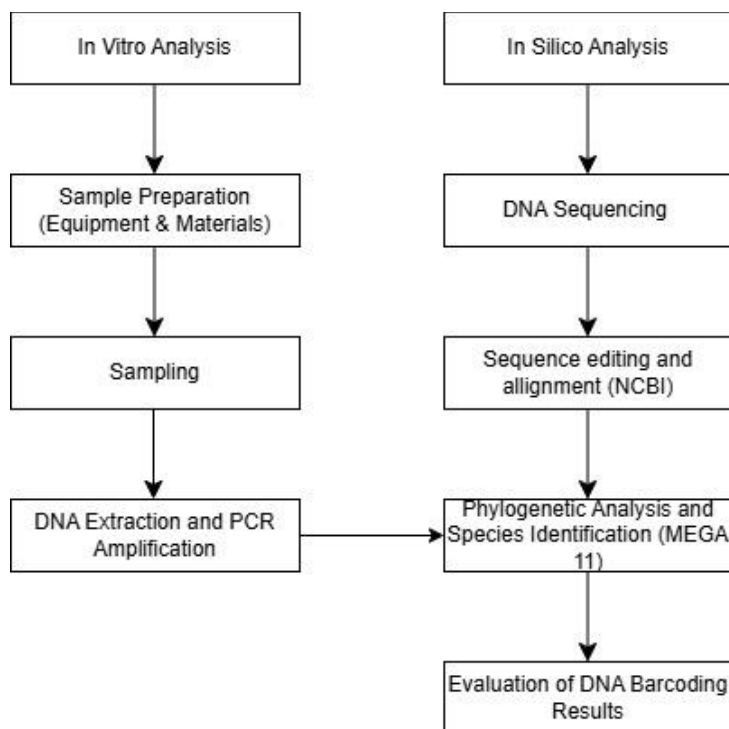 In Vitro Analysis
In Silico Analysis
Sample Preparation
(Equipment & Materials)
DNA Sequencing
Sampling
Sequence editing and
allignment (NCBI)
DNA Extraction and PCR
Amplification
Phylogenetic Analysis and
Species Identification (MEGA
11)
Evaluation of DNA Barcoding
Results